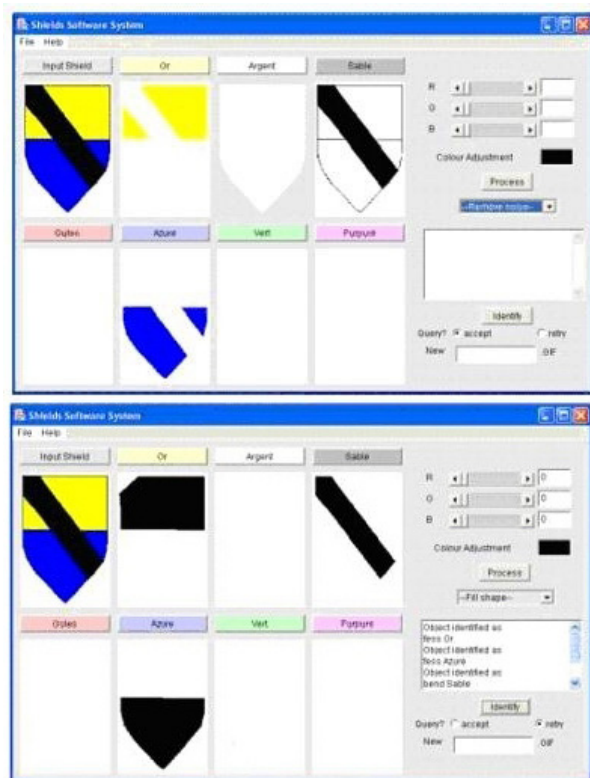 Shields Software System
File Help
Input Shield Or Argent Sable
R
G
B
Colour Adjustment
Process
--Remove noise--
Gules Azure Vert Purpure
Identify
Query? accept retry
New .GIF
Shields Software System
File Help
Input Shield Or Argent Sable
R 0
G 0
B 0
Colour Adjustment
Process
--Fill shape--
Gules Azure Vert Purpure
Object identified as
fess Or
Object identified as
fess Azure
Object identified as
bend Sable
Identify
Query? accept retry
New .GIF